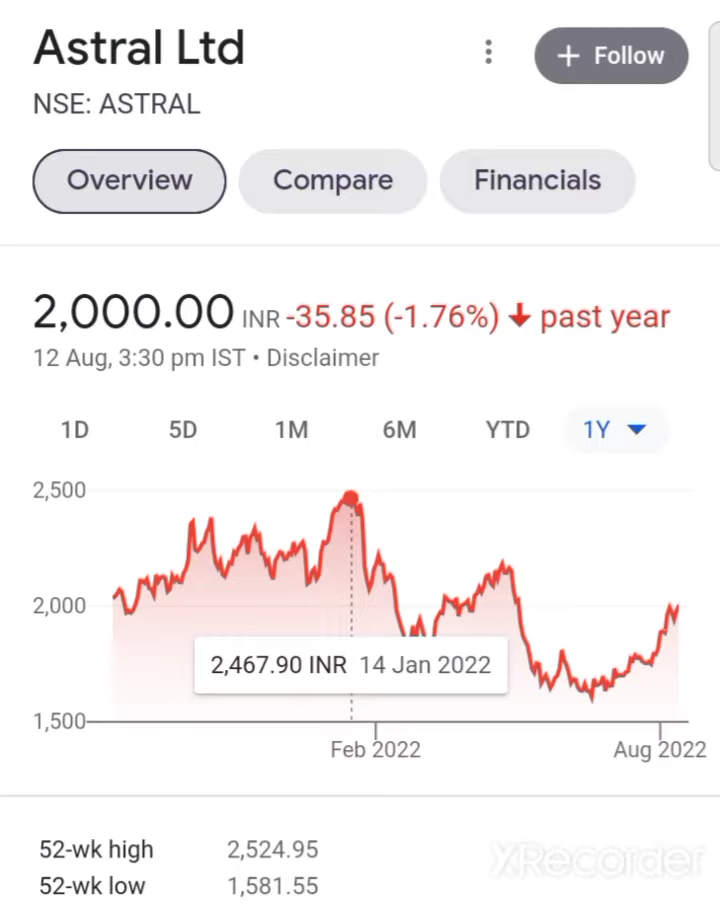 Astral Ltd
+ Follow
NSE: ASTRAL
Overview Compare Financials
2,000.00 INR -35.85 (-1.76%) ↓ past year
12 Aug, 3:30 pm IST • Disclaimer
1D 5D 1M 6M YTD 1Y
2,500
2,000
2,467.90 INR 14 Jan 2022
1,500
Feb 2022 Aug 2022
52-wk high 2,524.95
52-wk low 1,581.55
XRecorder